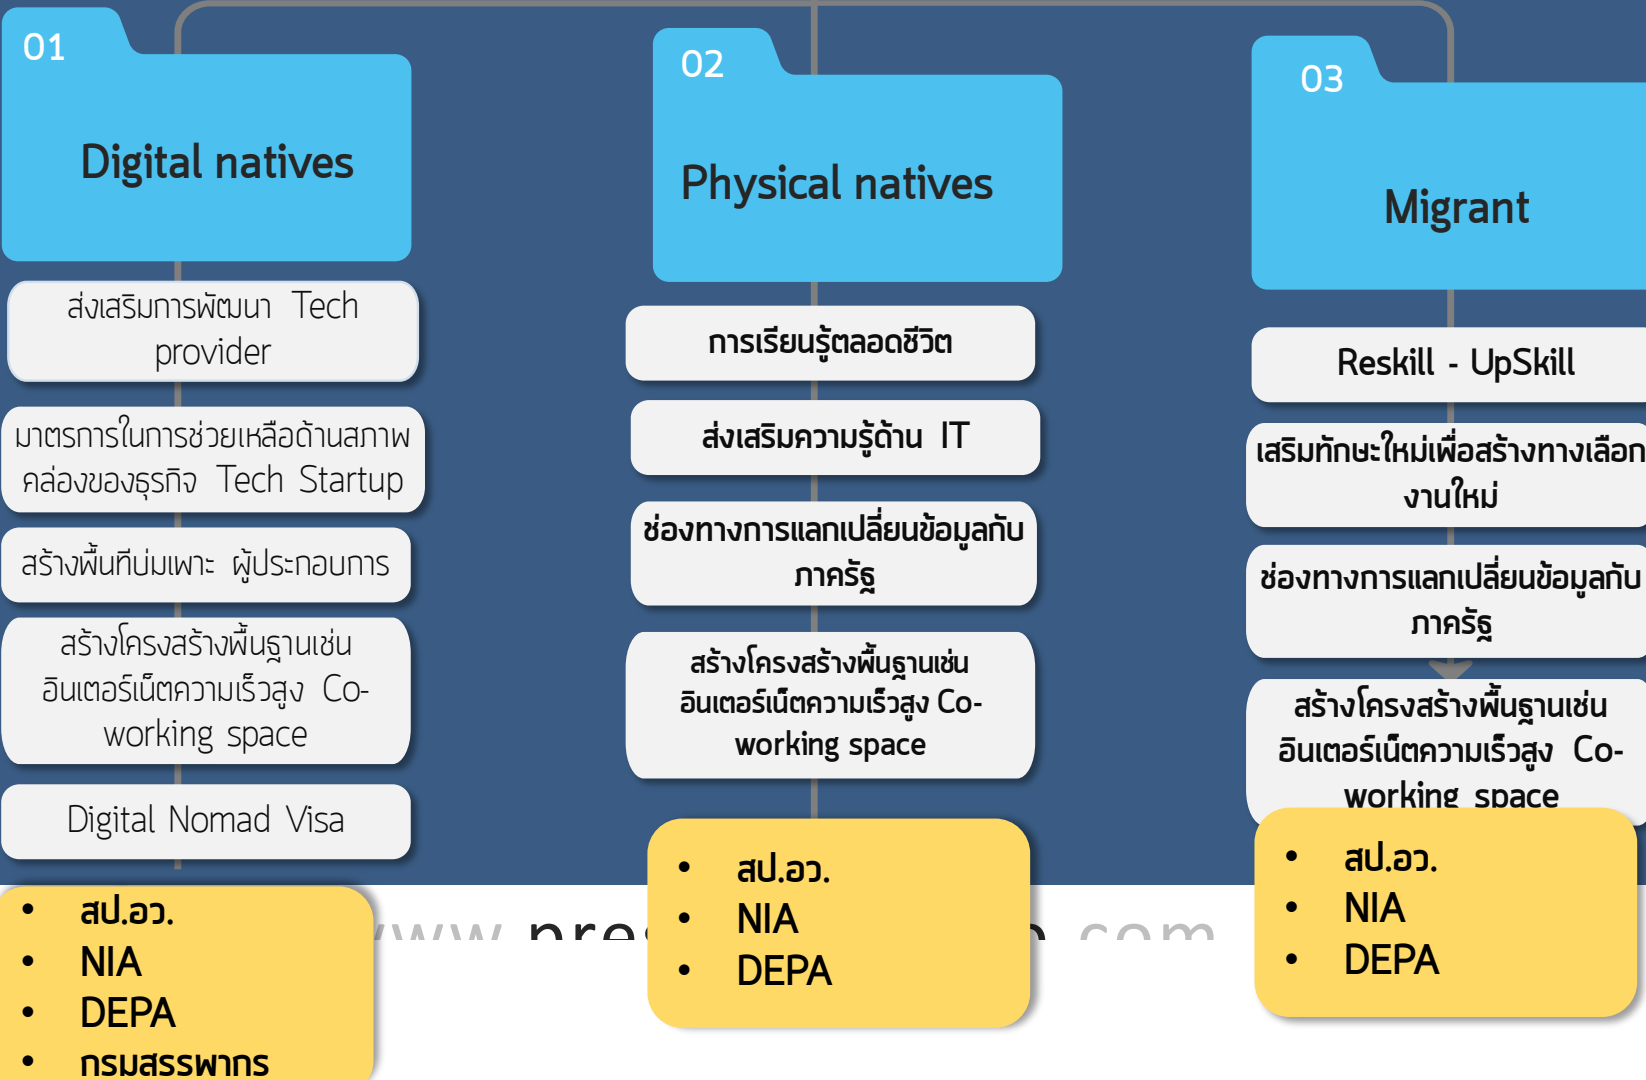 01
Digital natives
ส่งเสริมการพัฒนา Tech
provider
มาตรการในการช่วยเหลือด้านสภาพ
คล่องของธุรกิจ Tech Startup
สร้างพื้นที่บ่มเพาะ ผู้ประกอบการ
สร้างโครงสร้างพื้นฐานเช่น
อินเตอร์เน็ตความเร็วสูง Co-
working space
Digital Nomad Visa
• สป.อว.
• NIA
• DEPA
• กรมสรรพากร
02
Physical natives
การเรียนรู้ตลอดชีวิต
ส่งเสริมความรู้ด้าน IT
ช่องทางการแลกเปลี่ยนข้อมูลกับ
ภาครัฐ
สร้างโครงสร้างพื้นฐานเช่น
อินเตอร์เน็ตความเร็วสูง Co-
working space
• สป.อว.
• NIA
• DEPA
03
Migrant
Reskill - UpSkill
เสริมทักษะใหม่เพื่อสร้างทางเลือก
งานใหม่
ช่องทางการแลกเปลี่ยนข้อมูลกับ
ภาครัฐ
สร้างโครงสร้างพื้นฐานเช่น
อินเตอร์เน็ตความเร็วสูง Co-
working space
• สป.อว.
• NIA
• DEPA
com